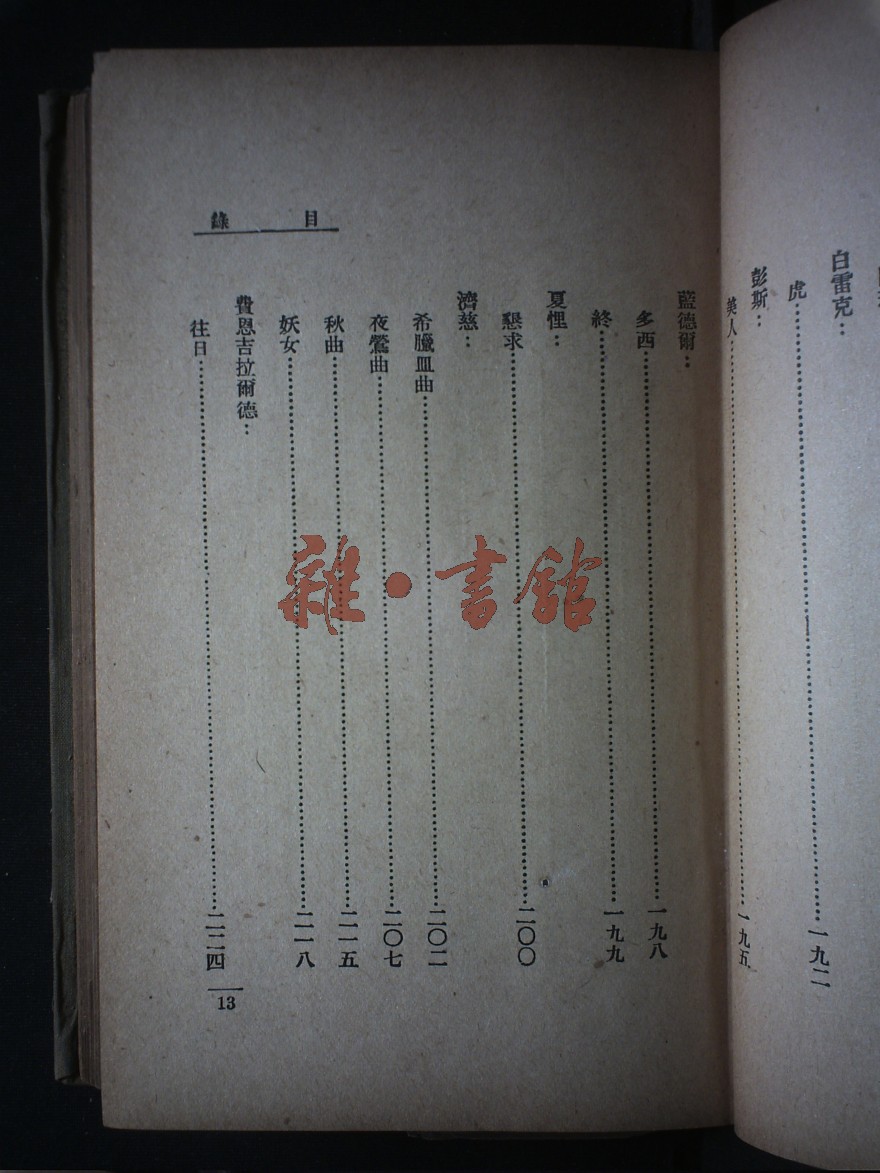 白雷克：
虎……一九二
彭斯：
美人……一九五
目錄
藍德爾：
多西……一九八
終……一九九
夏悝：
懇求……二〇〇
濟慈：
希臘皿曲……二〇二
夜鶯曲……二〇七
秋曲……二一五
妖女……二一八
費恩吉拉爾德：
往日……二二四
13
雜·書館